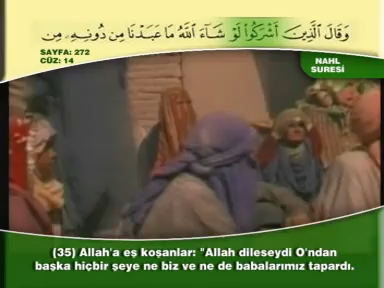 وَقَالَ الَّذِينَ أَشْرَكُوا لَوْ شَاءَ اللَّهُ مَا عَبَدْنَا مِن دُونِهِ مِن
SAYFA: 272
CÜZ: 14
NAHL
SURESİ
(35) Allah'a eş koşanlar: "Allah dileseydi O'ndan
başka hiçbir şeye ne biz ve ne de babalarımız tapardı.